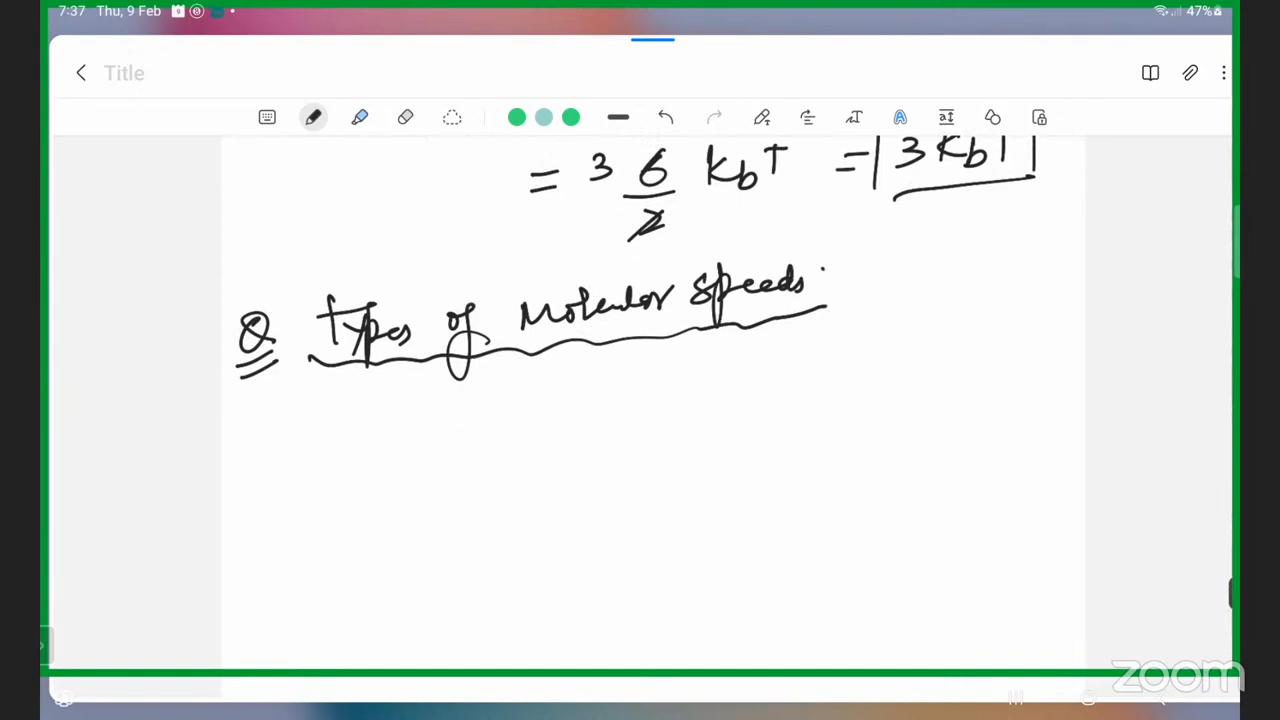 7:37 Thu, 9 Feb
47%
Title
= 3 6/2 KbT = 3KbT
Q Types of Molecular Speeds.
zoom